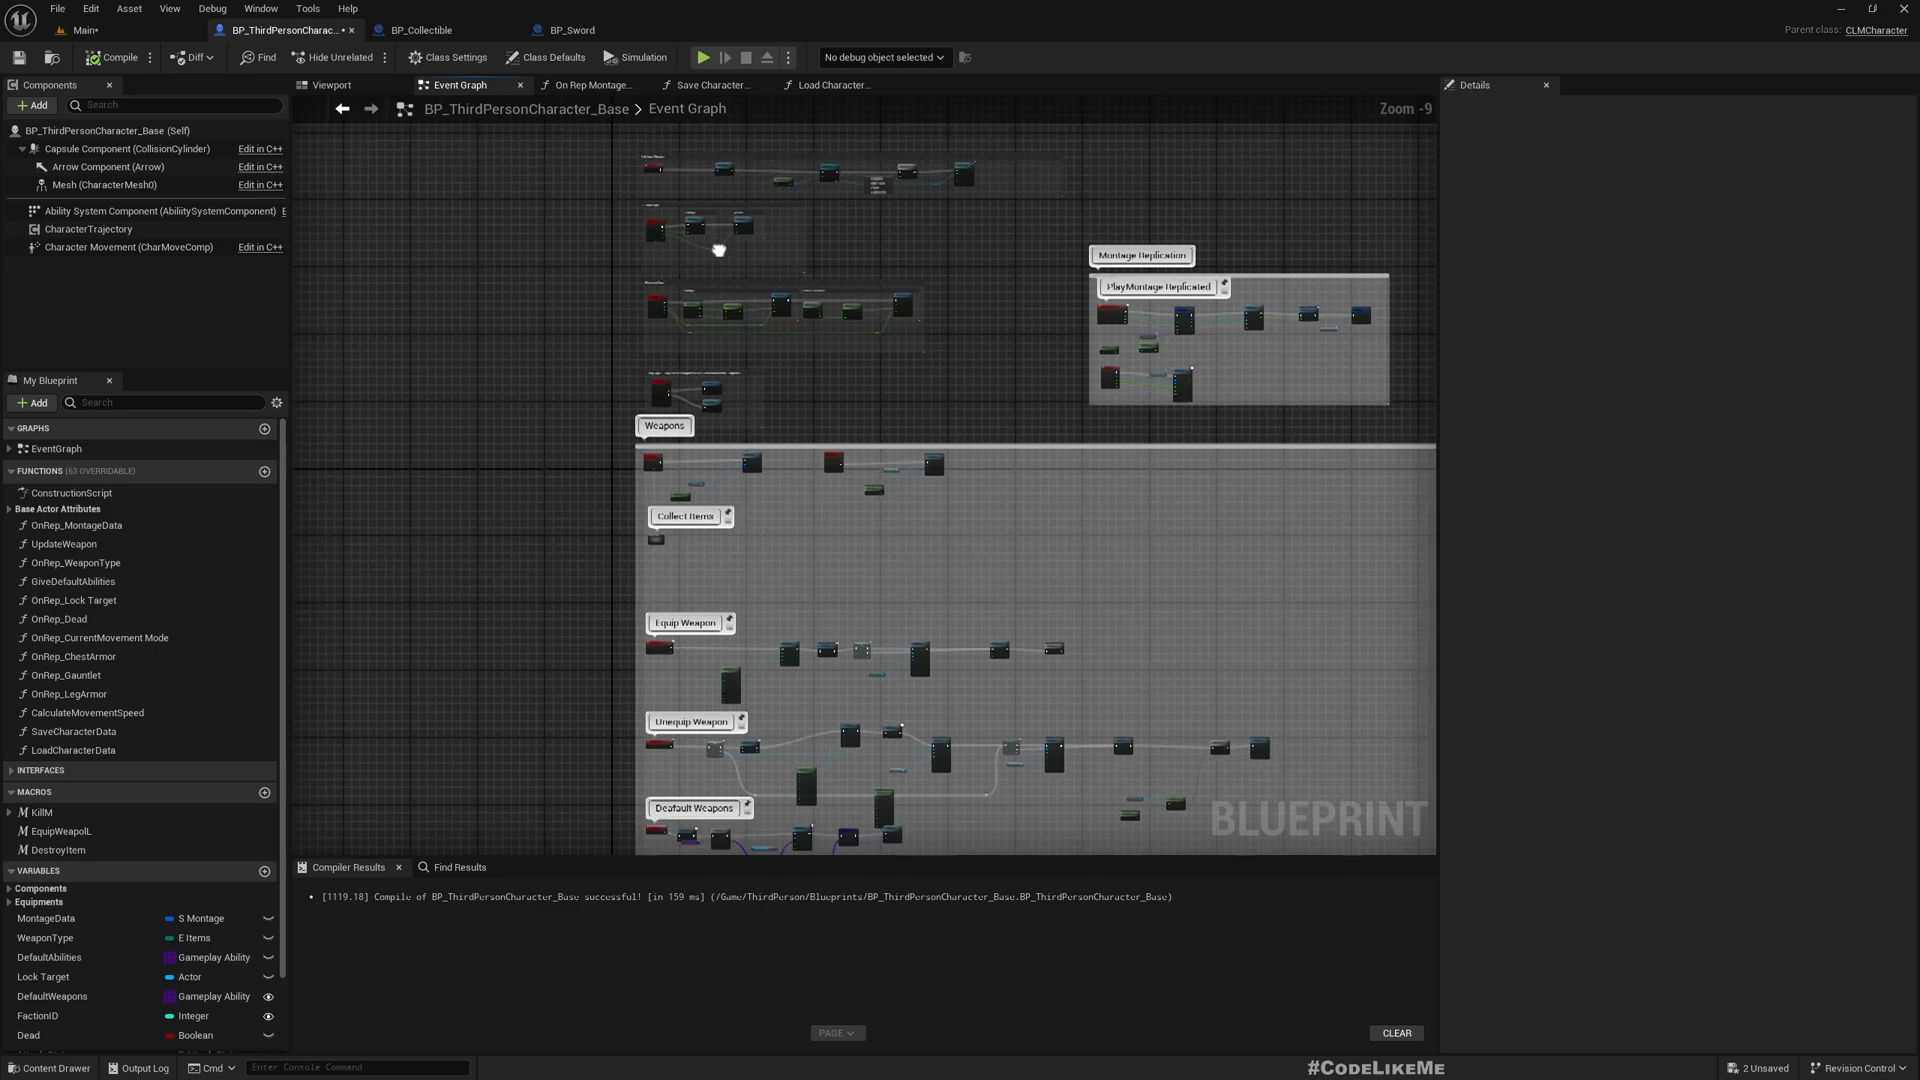 File Edit Asset View Debug Window Tools Help
Main•
BP_ThirdPersonCharac... •
BP_Collectible
BP_Sword
Parent class: CLMCharacter
Compile
Diff
Find
Hide Unrelated
Class Settings
Class Defaults
Simulation
No debug object selected
Components
Add
Search
BP_ThirdPersonCharacter_Base (Self)
Capsule Component (CollisionCylinder) Edit in C++
Arrow Component (Arrow) Edit in C++
Mesh (CharacterMesh0) Edit in C++
Ability System Component (AbiliitySystemComponent) E
CharacterTrajectory
Character Movement (CharMoveComp) Edit in C++
Viewport
Event Graph
On Rep Montage...
Save Character...
Load Character...
BP_ThirdPersonCharacter_Base > Event Graph
Zoom -9
Details
Montage Replication
PlayMontage Replicated
Weapons
Collect Items
Equip Weapon
Unequip Weapon
Deafault Weapons
BLUEPRINT
My Blueprint
Add
Search
GRAPHS
EventGraph
FUNCTIONS (63 OVERRIDABLE)
ConstructionScript
Base Actor Attributes
OnRep_MontageData
UpdateWeapon
OnRep_WeaponType
GiveDefaultAbilities
OnRep_Lock Target
OnRep_Dead
OnRep_CurrentMovement Mode
OnRep_ChestArmor
OnRep_Gauntlet
OnRep_LegArmor
CalculateMovementSpeed
SaveCharacterData
LoadCharacterData
INTERFACES
MACROS
KillM
EquipWeapolL
DestroyItem
VARIABLES
Components
Equipments
MontageData S Montage
WeaponType E Items
DefaultAbilities Gameplay Ability
Lock Target Actor
DefaultWeapons Gameplay Ability
FactionID Integer
Dead Boolean
Compiler Results
Find Results
[1119.18] Compile of BP_ThirdPersonCharacter_Base successful! [in 159 ms] (/Game/ThirdPerson/Blueprints/BP_ThirdPersonCharacter_Base.BP_ThirdPersonCharacter_Base)
PAGE
CLEAR
Content Drawer
Output Log
Cmd
Enter Console Command
#CodeLikeMe
2 Unsaved
Revision Control